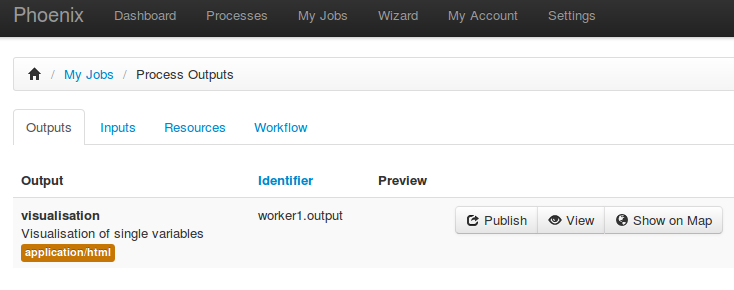 Phoenix Dashboard Processes My Jobs Wizard My Account Settings
/ My Jobs / Process Outputs
Outputs Inputs Resources Workflow
Output Identifier Preview
visualisation worker1.output Publish View Show on Map
Visualisation of single variables
application/html